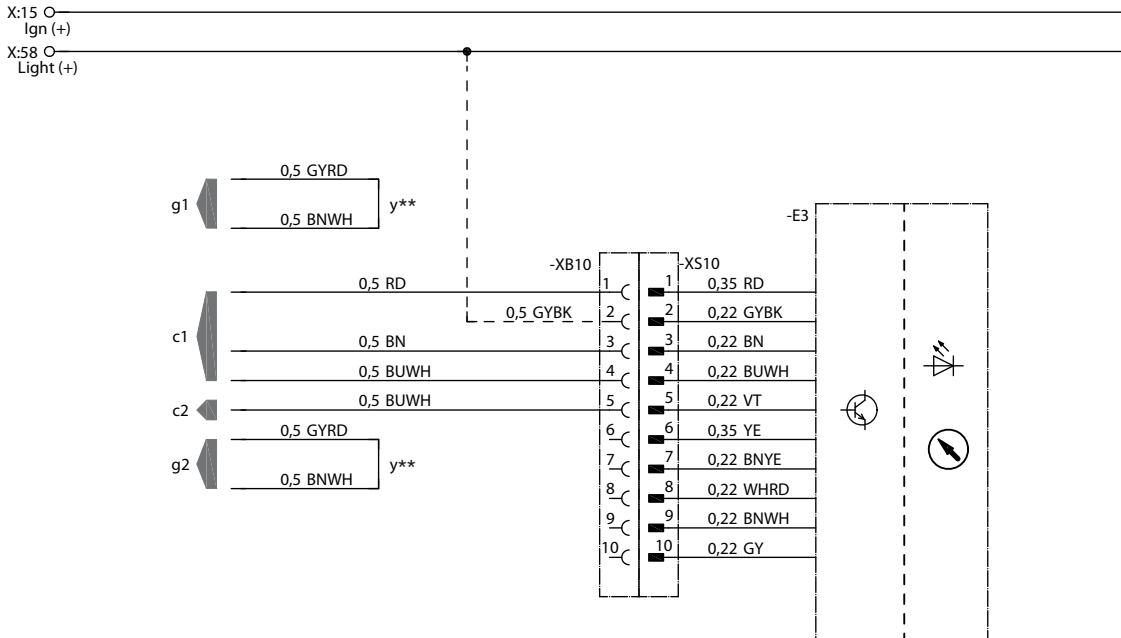 X:15
Ign (+)
X:58
Light (+)
0,5 GYRD
g1
y**
0,5 BNWH
-E3
-XB10
-XS10
0,5 RD
1
1
0,35 RD
0,5 GYBK
2
2
0,22 GYBK
c1
0,5 BN
3
3
0,22 BN
0,5 BUWH
4
4
0,22 BUWH
c2
0,5 BUWH
5
5
0,22 VT
0,5 GYRD
6
6
0,35 YE
g2
y**
7
7
0,22 BNYE
0,5 BNWH
8
8
0,22 WHRD
9
9
0,22 BNWH
10
10
0,22 GY